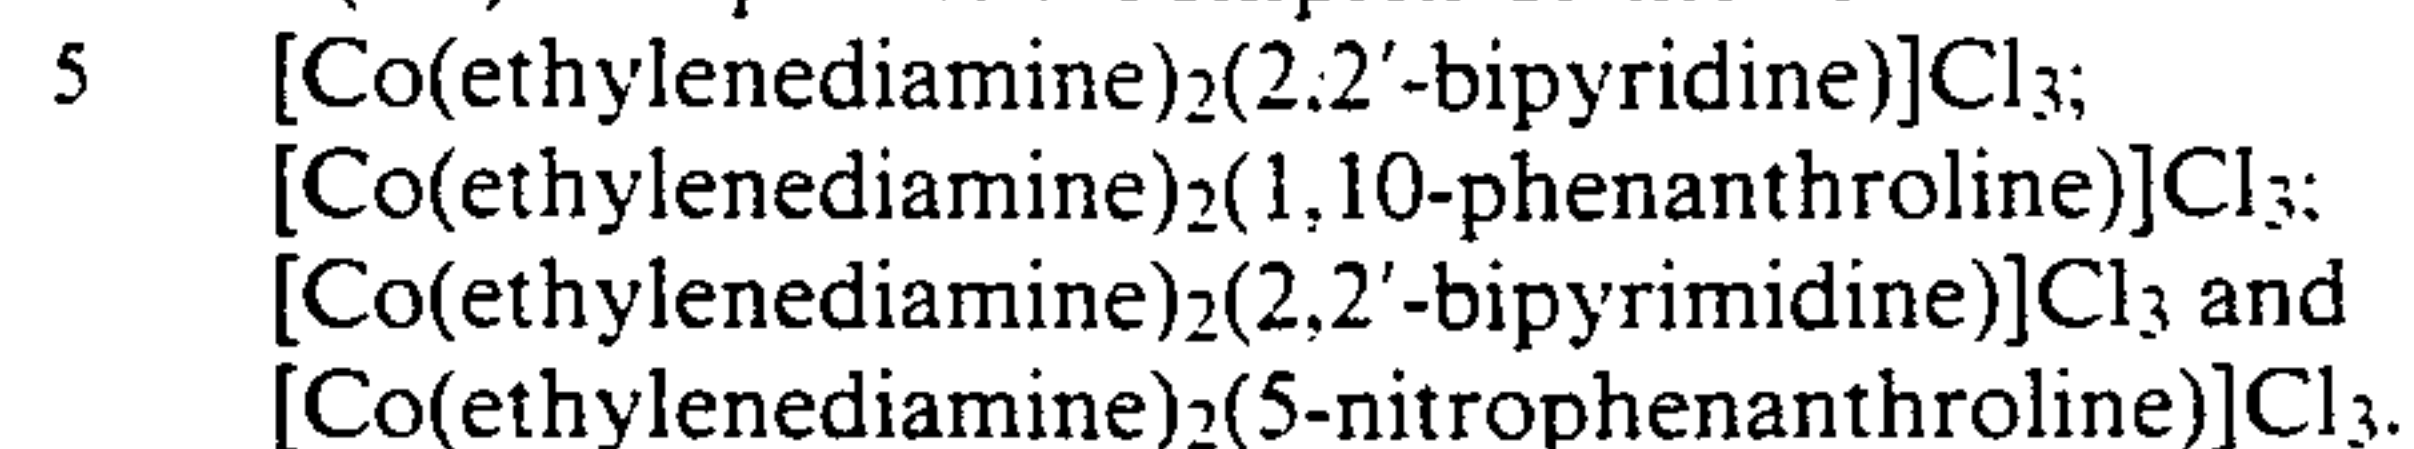 5 [Co(ethylenediamine)₂(2,2′-bipyridine)]Cl₃;
[Co(ethylenediamine)₂(1,10-phenanthroline)]Cl₃;
[Co(ethylenediamine)₂(2,2′-bipyrimidine)]Cl₃ and
[Co(ethylenediamine)₂(5-nitrophenanthroline)]Cl₃.